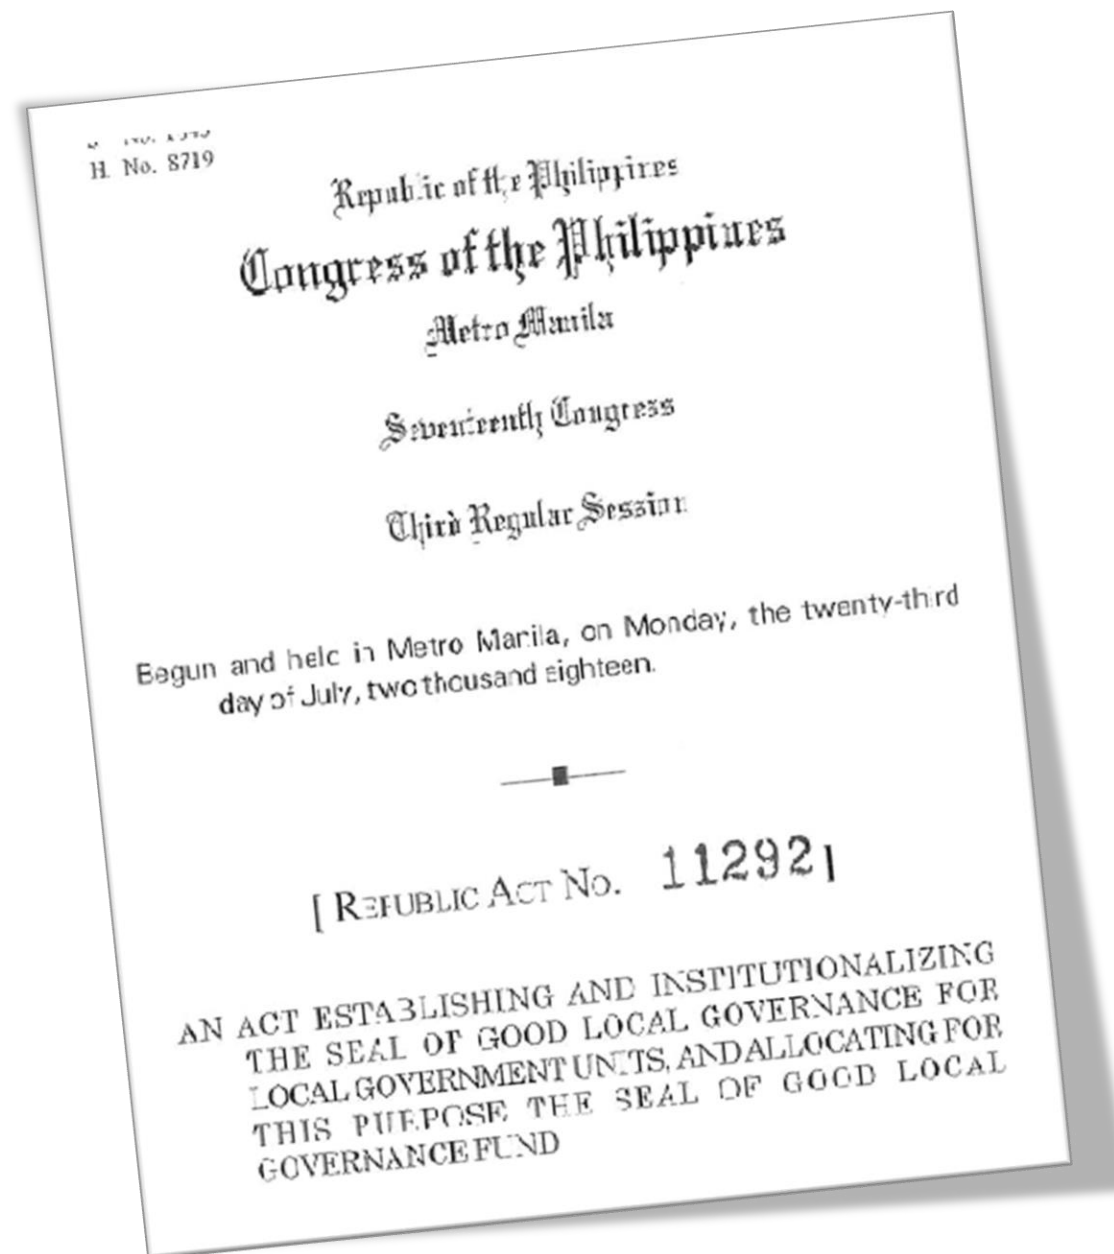 H. No. 8719
Republic of the Philippines
Congress of the Philippines
Metro Manila
Seventeenth Congress
Third Regular Session
Begun and held in Metro Manila, on Monday, the twenty-third
day of July, two thousand eighteen.
[ REPUBLIC ACT NO. 11292 ]
AN ACT ESTABLISHING AND INSTITUTIONALIZING
THE SEAL OF GOOD LOCAL GOVERNANCE FOR
LOCAL GOVERNMENT UNITS, AND ALLOCATING FOR
THIS PURPOSE THE SEAL OF GOOD LOCAL
GOVERNANCE FUND